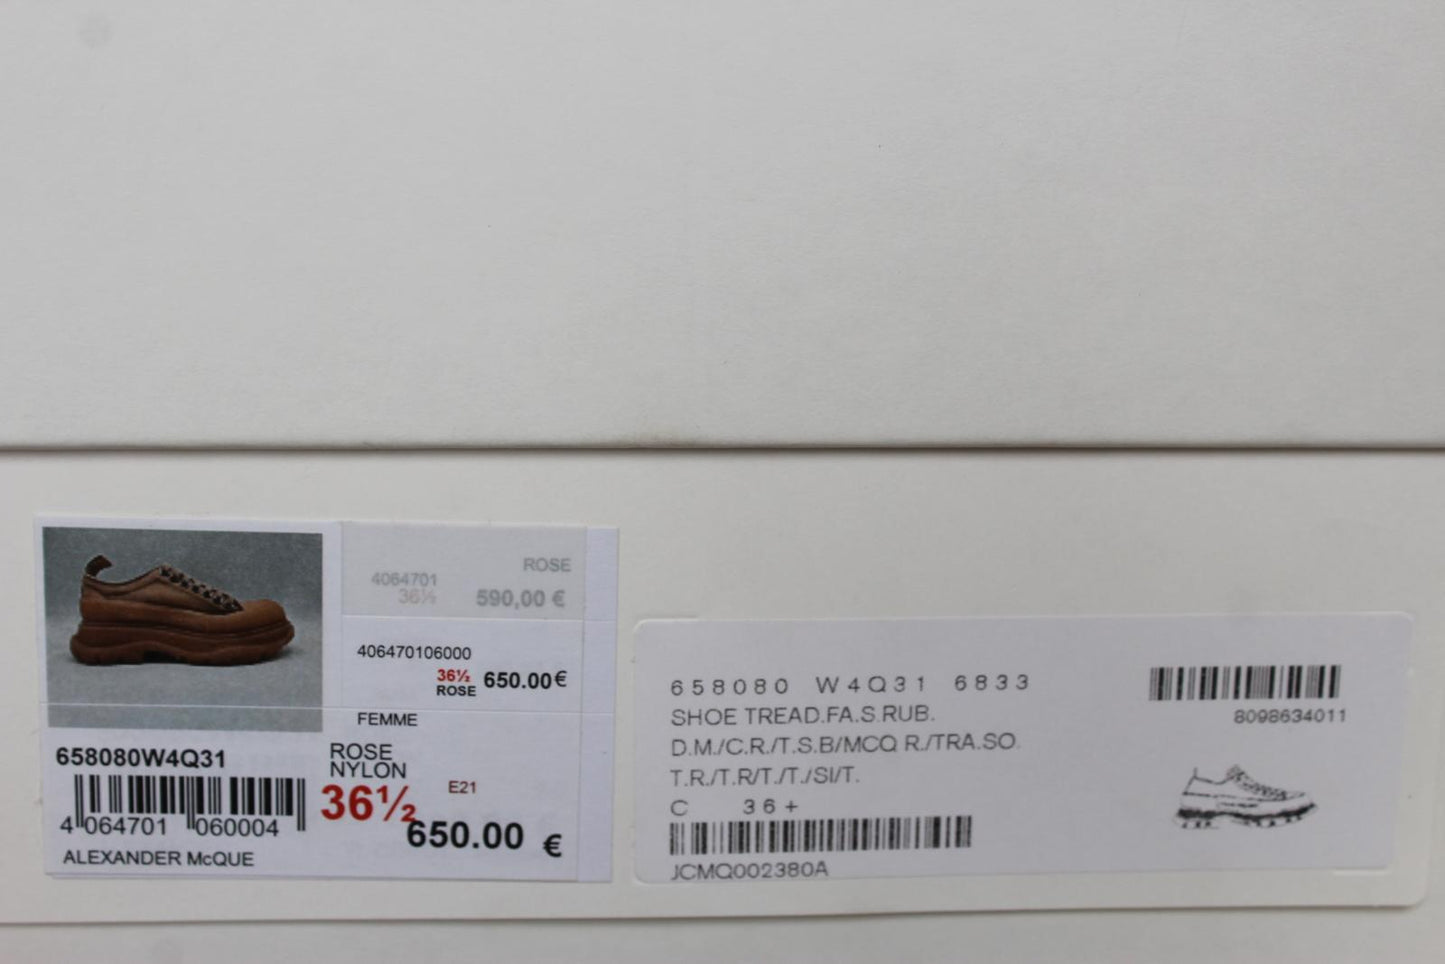 ROSE
4064701
36½ 590,00 €
406470106000
36½
ROSE 650.00€
FEMME
658080W4Q31
ROSE
NYLON
E21
36½
650.00 €
4 064701 060004
ALEXANDER McQUE
658080 W4Q31 6833
SHOE TREAD.FA.S.RUB.
D.M./C.R./T.S.B/MCQ R./TRA.SO.
T.R./T.R/T./T./SI/T.
C 36+
JCMQ002380A
8098634011